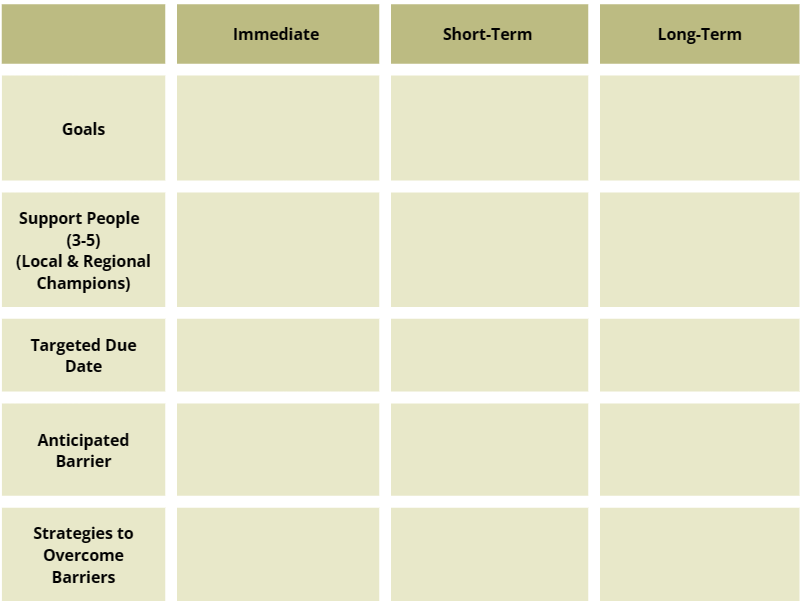 Immediate
Short-Term
Long-Term
Goals
Support People
(3-5)
(Local & Regional
Champions)
Targeted Due
Date
Anticipated
Barrier
Strategies to
Overcome
Barriers